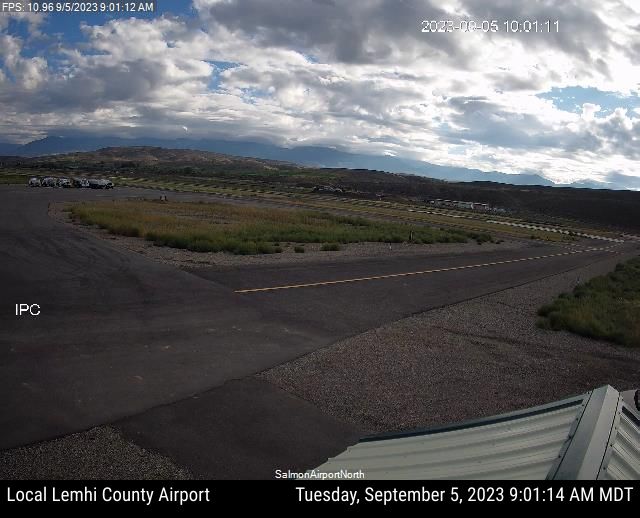 FPS: 10.96 9/5/2023 9:01:12 AM
2023-09-05 10:01:11
IPC
SalmonAirportNorth
Local Lemhi County Airport Tuesday, September 5, 2023 9:01:14 AM MDT